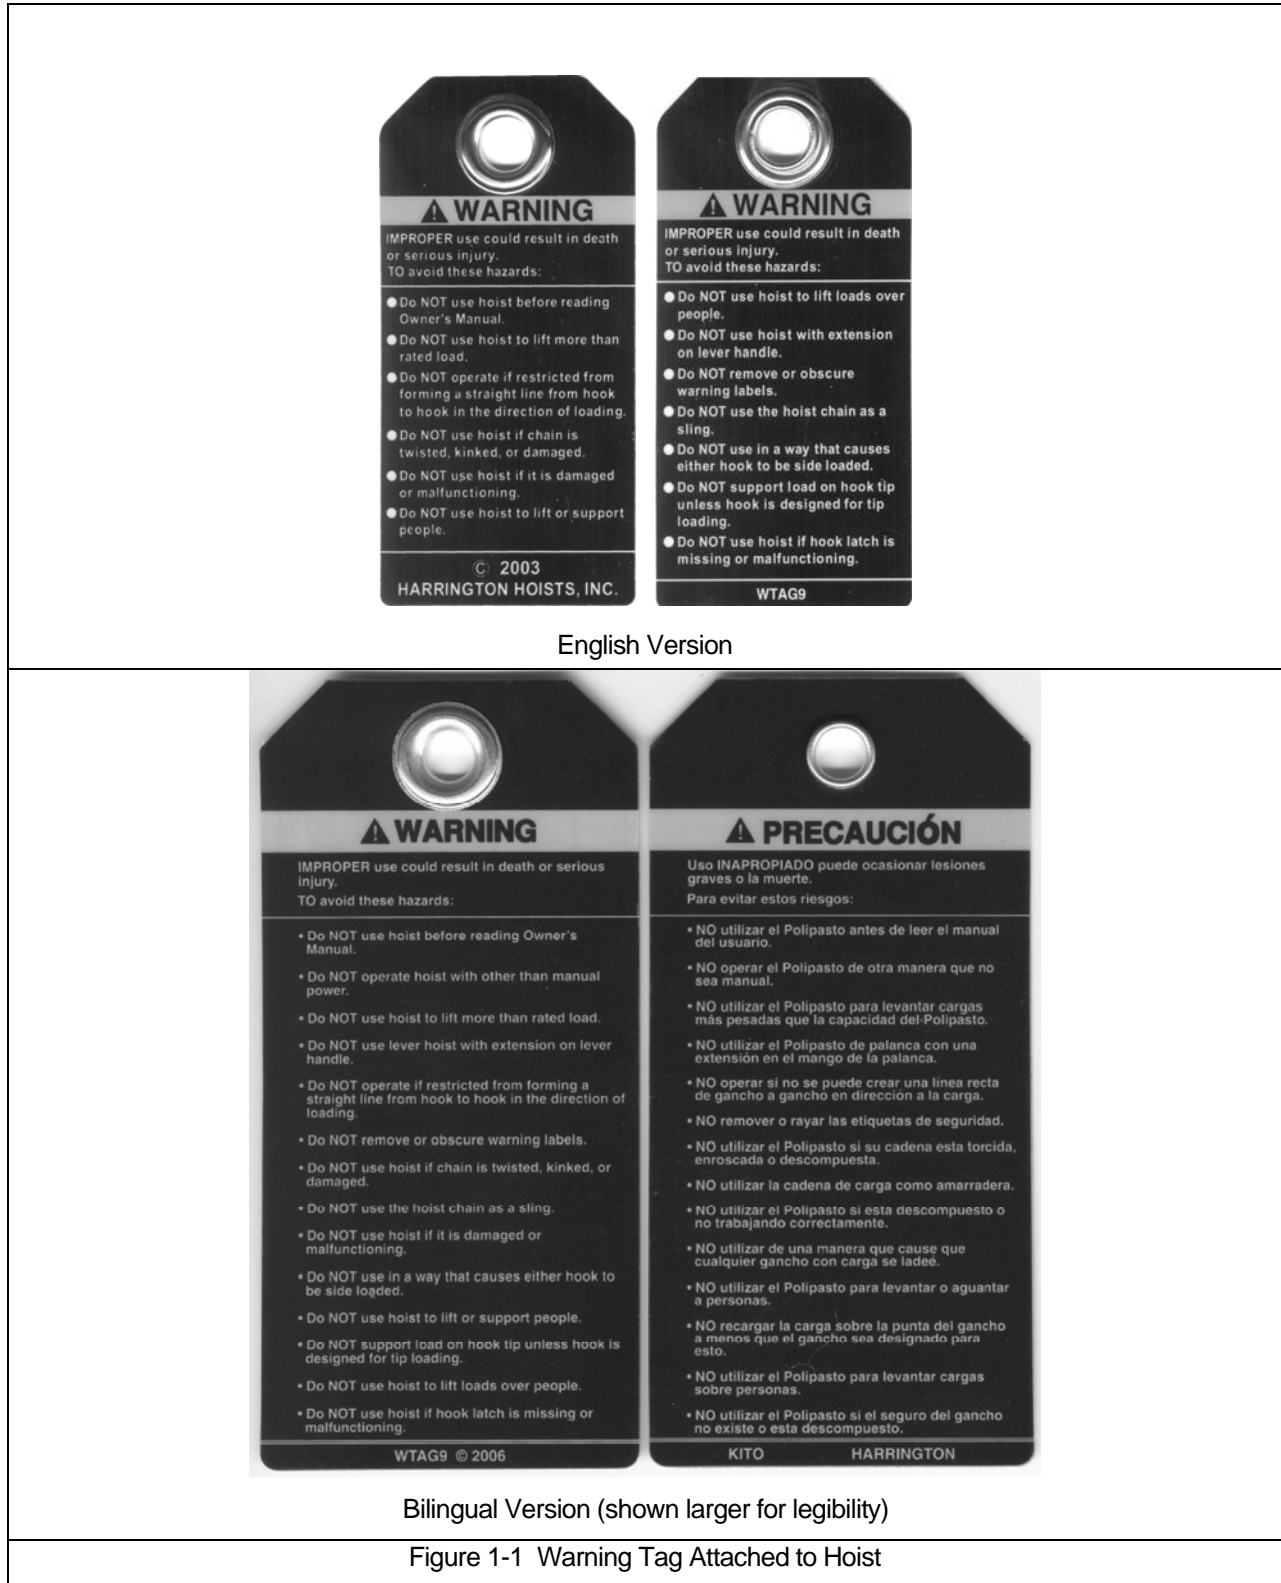 WARNING
IMPROPER use could result in death
or serious injury.
TO avoid these hazards:
● Do NOT use hoist before reading
Owner's Manual.
● Do NOT use hoist to lift more than
rated load.
● Do NOT operate if restricted from
forming a straight line from hook
to hook in the direction of loading.
● Do NOT use hoist if chain is
twisted, kinked, or damaged.
● Do NOT use hoist if it is damaged
or malfunctioning.
● Do NOT use hoist to lift or support
people.
© 2003
HARRINGTON HOISTS, INC.
WARNING
IMPROPER use could result in death
or serious injury.
TO avoid these hazards:
● Do NOT use hoist to lift loads over
people.
● Do NOT use hoist with extension
on lever handle.
● Do NOT remove or obscure
warning labels.
● Do NOT use the hoist chain as a
sling.
● Do NOT use in a way that causes
either hook to be side loaded.
● Do NOT support load on hook tip
unless hook is designed for tip
loading.
● Do NOT use hoist if hook latch is
missing or malfunctioning.
WTAG9
English Version
WARNING
IMPROPER use could result in death or serious
injury.
TO avoid these hazards:
• Do NOT use hoist before reading Owner's
Manual.
• Do NOT operate hoist with other than manual
power.
• Do NOT use hoist to lift more than rated load.
• Do NOT use lever hoist with extension on lever
handle.
• Do NOT operate if restricted from forming a
straight line from hook to hook in the direction of
loading.
• Do NOT remove or obscure warning labels.
• Do NOT use hoist if chain is twisted, kinked, or
damaged.
• Do NOT use the hoist chain as a sling.
• Do NOT use hoist if it is damaged or
malfunctioning.
• Do NOT use in a way that causes either hook to
be side loaded.
• Do NOT use hoist to lift or support people.
• Do NOT support load on hook tip unless hook is
designed for tip loading.
• Do NOT use hoist to lift loads over people.
• Do NOT use hoist if hook latch is missing or
malfunctioning.
WTAG9 © 2006
PRECAUCIÓN
Uso INAPROPIADO puede ocasionar lesiones
graves o la muerte.
Para evitar estos riesgos:
• NO utilizar el Polipasto antes de leer el manual
del usuario.
• NO operar el Polipasto de otra manera que no
sea manual.
• NO utilizar el Polipasto para levantar cargas
más pesadas que la capacidad del Polipasto.
• NO utilizar el Polipasto de palanca con una
extensión en el mango de la palanca.
• NO operar si no se puede crear una línea recta
de gancho a gancho en dirección a la carga.
• NO remover o rayar las etiquetas de seguridad.
• NO utilizar el Polipasto si su cadena esta torcida,
enroscada o descompuesta.
• NO utilizar la cadena de carga como amarradera.
• NO utilizar el Polipasto si esta descompuesto o
no trabajando correctamente.
• NO utilizar de una manera que cause que
cualquier gancho con carga se ladeé.
• NO utilizar el Polipasto para levantar o aguantar
a personas.
• NO recargar la carga sobre la punta del gancho
a menos que el gancho sea designado para
esto.
• NO utilizar el Polipasto para levantar cargas
sobre personas.
• NO utilizar el Polipasto si el seguro del gancho
no existe o esta descompuesto.
KITO HARRINGTON
Bilingual Version (shown larger for legibility)
Figure 1-1 Warning Tag Attached to Hoist